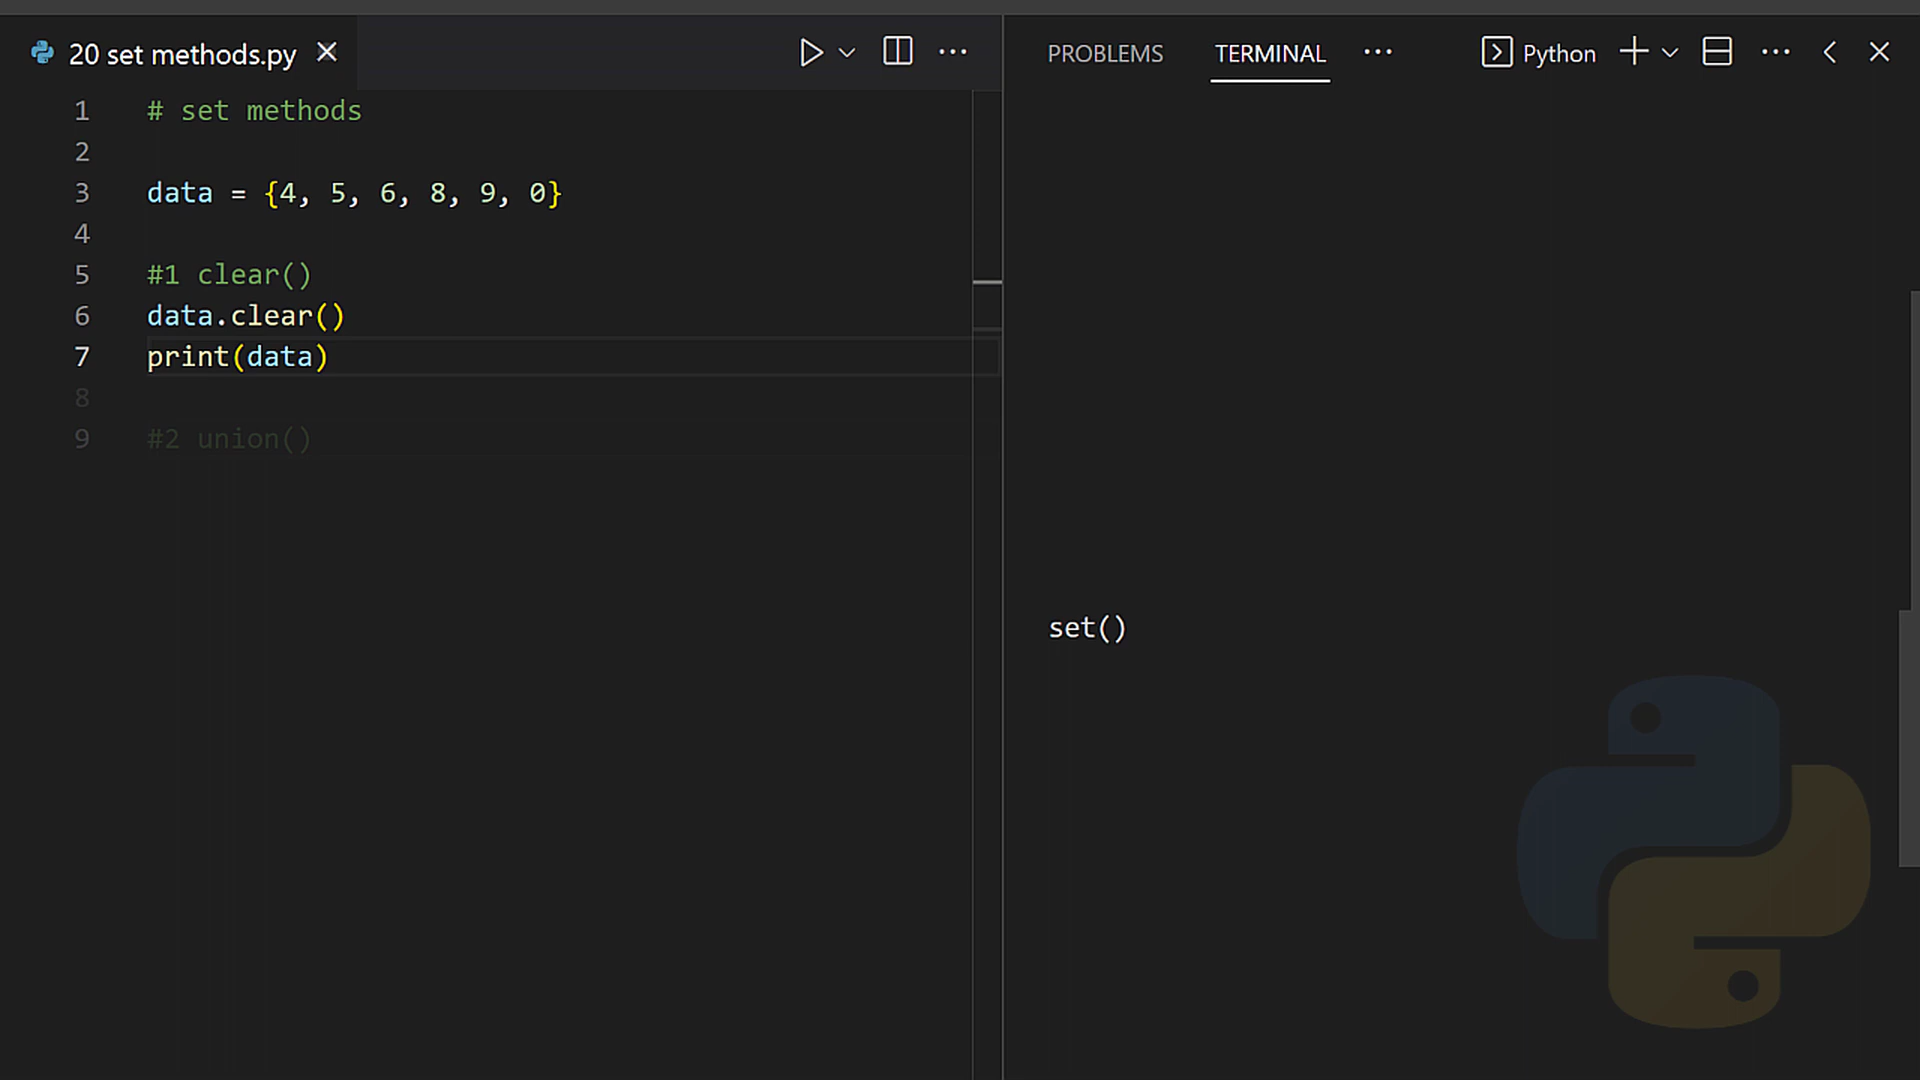 20 set methods.py
PROBLEMS TERMINAL Python
1 # set methods
2
3 data = {4, 5, 6, 8, 9, 0}
4
5 #1 clear()
6 data.clear()
7 print(data)
8
9 #2 union()
set()